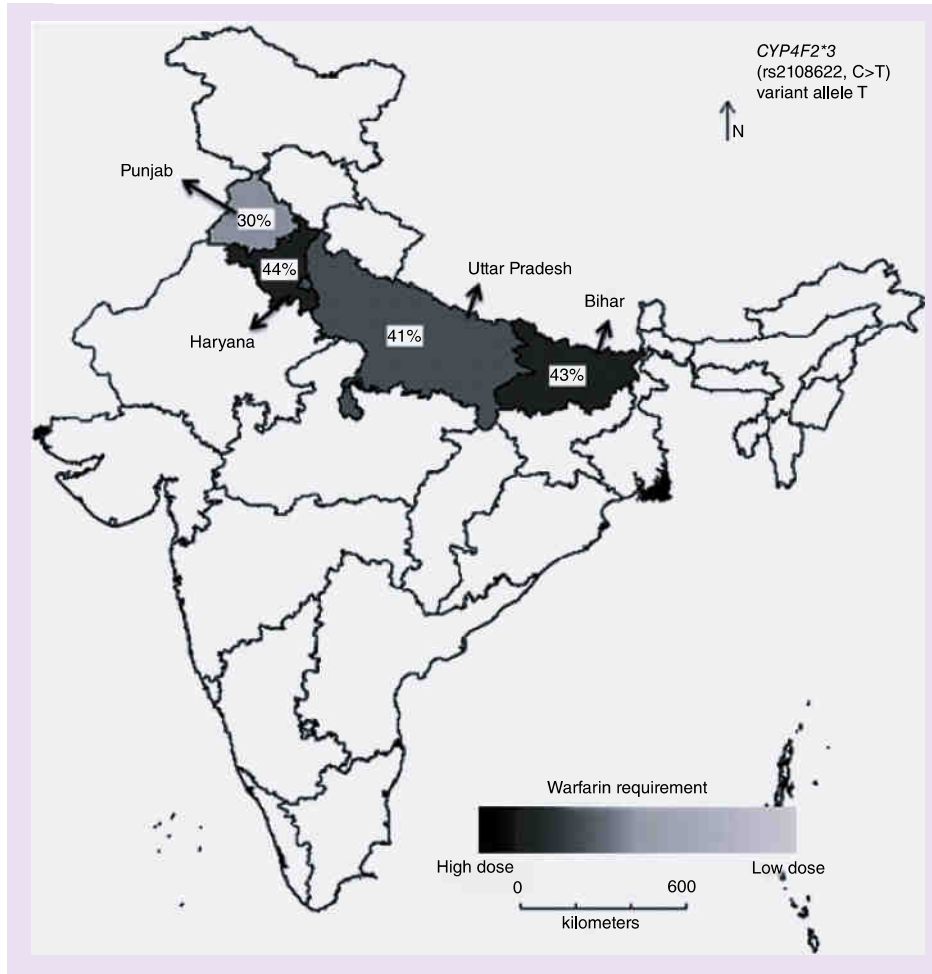 CYP4F2*3
(rs2108622, C>T)
variant allele T
N
Punjab
30%
44%
Haryana
Uttar Pradesh
41%
Bihar
43%
Warfarin requirement
High dose
Low dose
0
600
kilometers